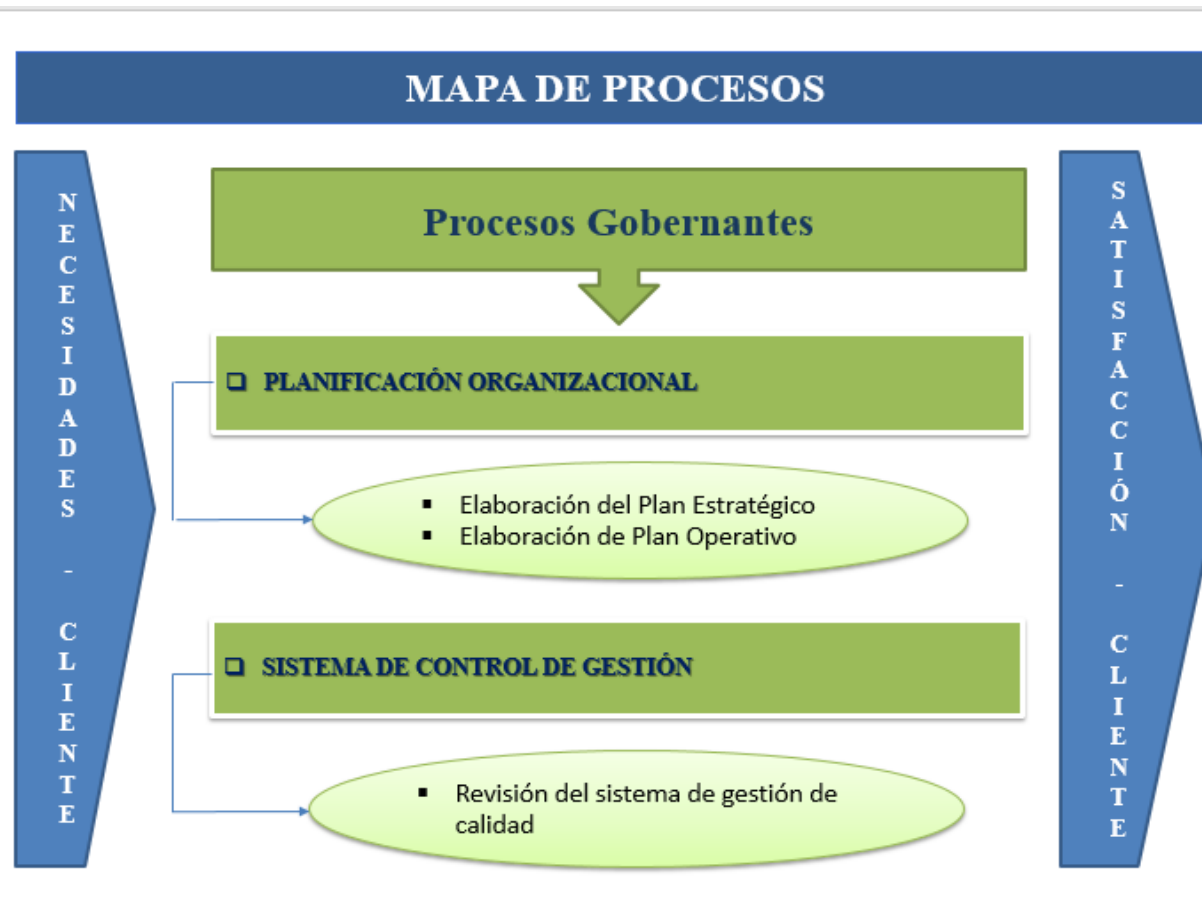 MAPA DE PROCESOS
NECESIDADES - CLIENTE
Procesos Gobernantes
PLANIFICACIÓN ORGANIZACIONAL
Elaboración del Plan Estratégico
Elaboración de Plan Operativo
SISTEMA DE CONTROL DE GESTIÓN
Revisión del sistema de gestión de
calidad
SATISFACCIÓN - CLIENTE